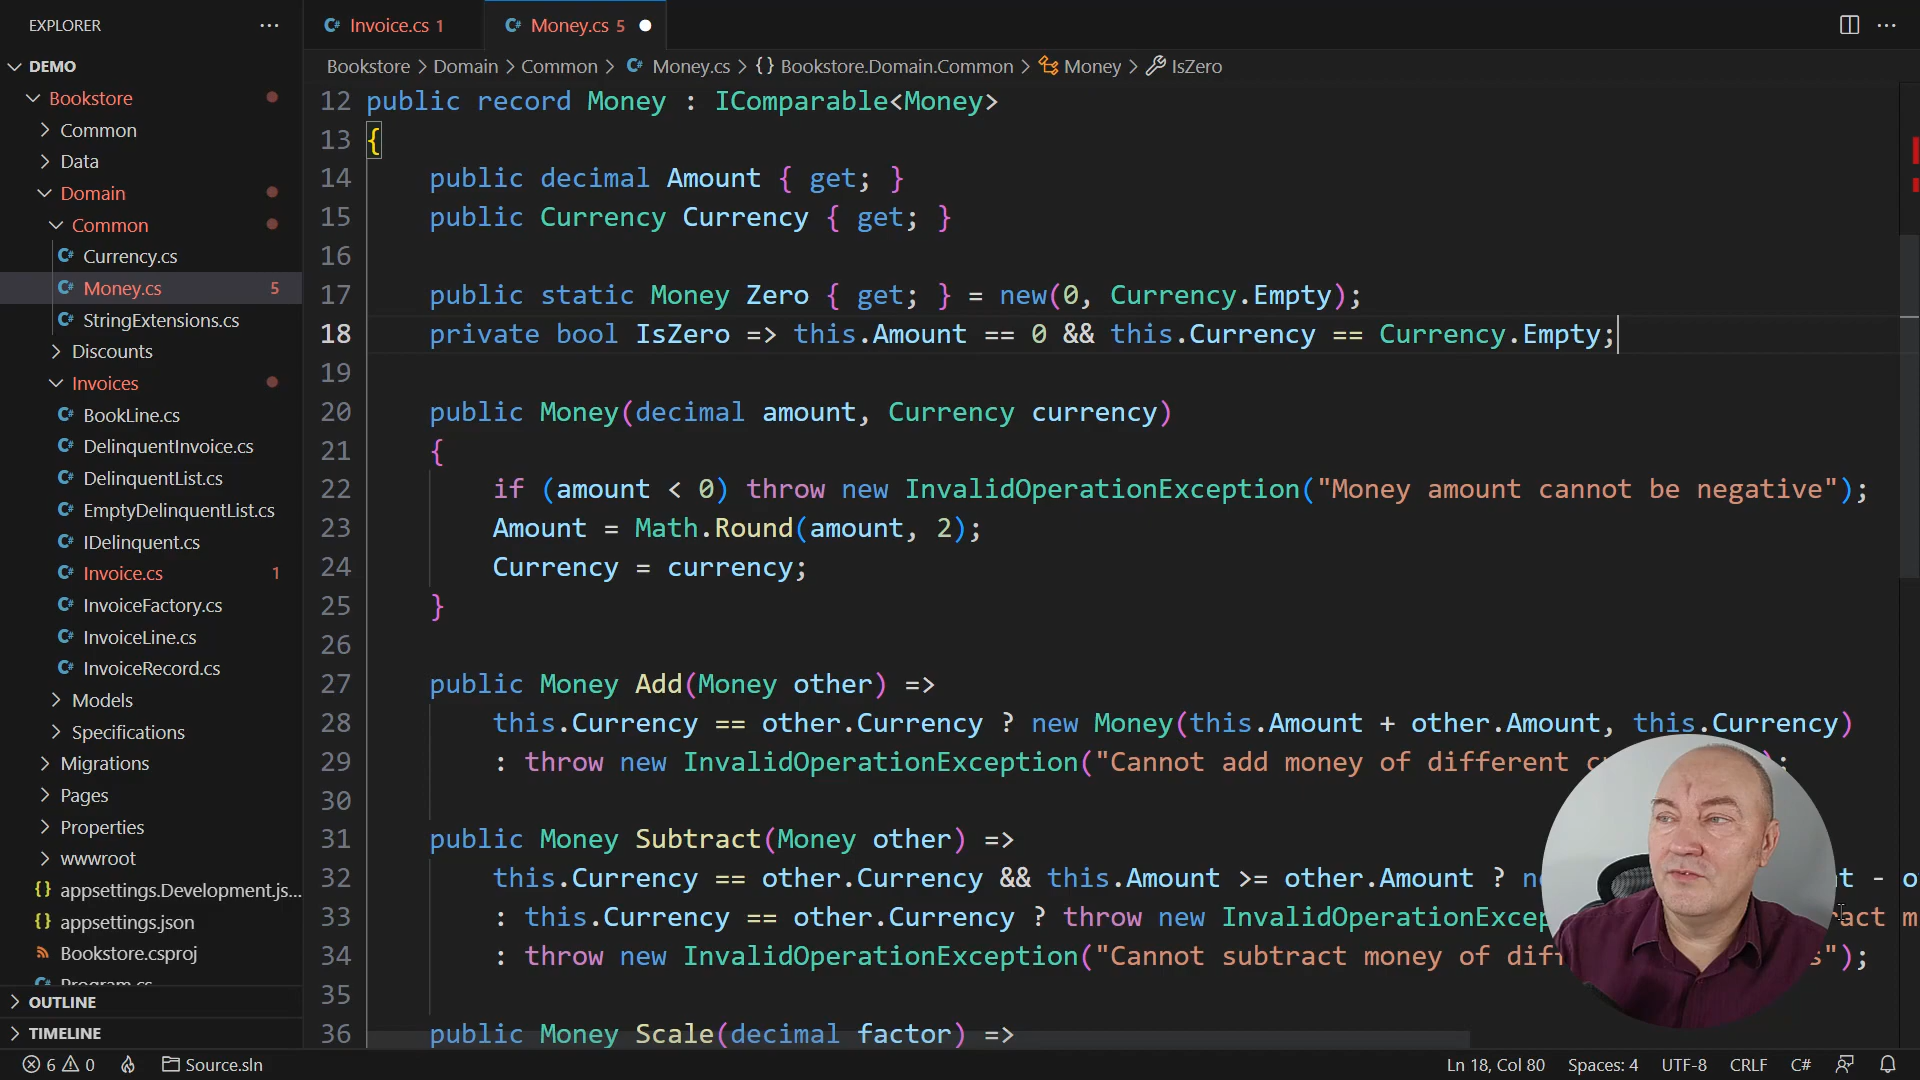 EXPLORER
DEMO
Bookstore
Common
Data
Domain
Common
Currency.cs
Money.cs 5
StringExtensions.cs
Discounts
Invoices
BookLine.cs
DelinquentInvoice.cs
DelinquentList.cs
EmptyDelinquentList.cs
IDelinquent.cs
Invoice.cs 1
InvoiceFactory.cs
InvoiceLine.cs
InvoiceRecord.cs
Models
Specifications
Migrations
Pages
Properties
wwwroot
{} appsettings.Development.js...
{} appsettings.json
Bookstore.csproj
Program.cs
OUTLINE
TIMELINE
C# Invoice.cs 1
C# Money.cs 5
Bookstore > Domain > Common > C# Money.cs > {} Bookstore.Domain.Common > Money > IsZero
12 public record Money : IComparable<Money>
13 {
14 public decimal Amount { get; }
15 public Currency Currency { get; }
16
17 public static Money Zero { get; } = new(0, Currency.Empty);
18 private bool IsZero => this.Amount == 0 && this.Currency == Currency.Empty;
19
20 public Money(decimal amount, Currency currency)
21 {
22 if (amount < 0) throw new InvalidOperationException("Money amount cannot be negative");
23 Amount = Math.Round(amount, 2);
24 Currency = currency;
25 }
26
27 public Money Add(Money other) =>
28 this.Currency == other.Currency ? new Money(this.Amount + other.Amount, this.Currency)
29 : throw new InvalidOperationException("Cannot add money of different
30
31 public Money Subtract(Money other) =>
32 this.Currency == other.Currency && this.Amount >= other.Amount ?
33 : this.Currency == other.Currency ? throw new
34 : throw new InvalidOperationException("Cannot subtract money of
35
36 public Money Scale(decimal factor) =>
6 0 Source.sln
Ln 18, Col 80 Spaces: 4 UTF-8 CRLF C#